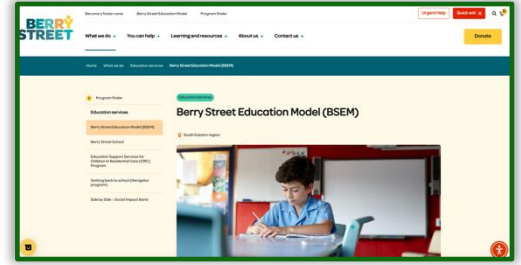 Become a foster carer Berry Street Education Model Program finder
Urgent Help Quick exit X
BERRY
STREET
What we do You can help Learning and resources About us Contact us
Donate
Home What we do Education services Berry Street Education Model (BSEM)
Program finder
Education services
Berry Street Education Model (BSEM)
Berry Street School
Education Support Services for
Children in Residential Care (CIRC)
Program
Getting back to school (Navigator
program)
Side by Side - Social Impact Bond
Education Services
Berry Street Education Model (BSEM)
South Eastern region